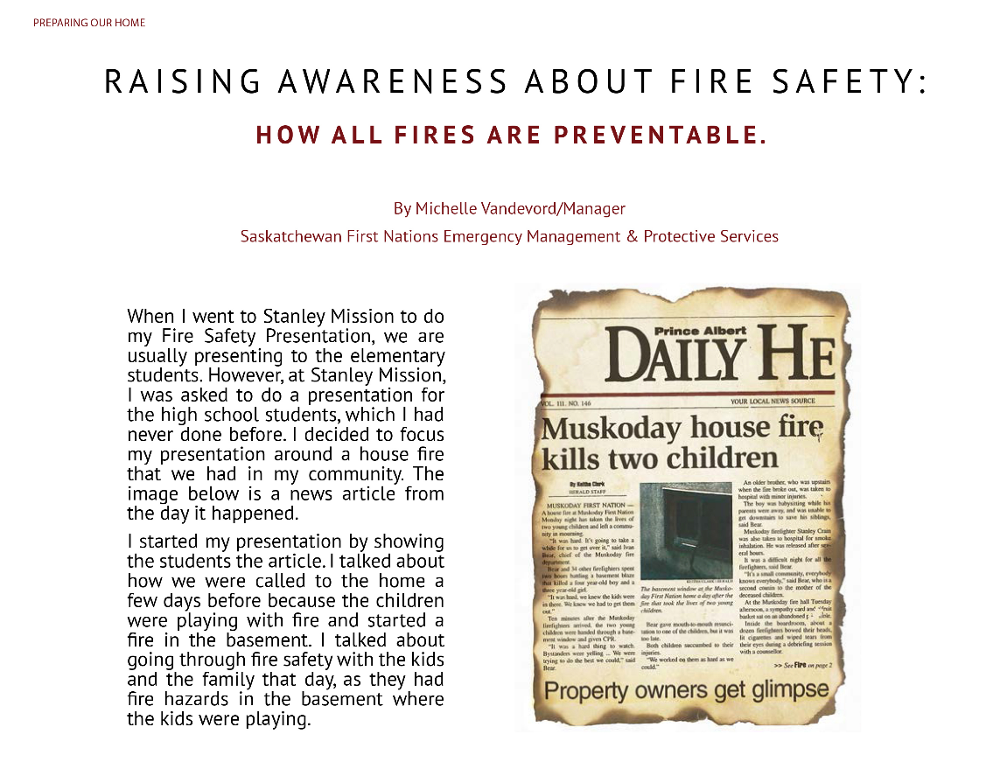 PREPARING OUR HOME
RAISING AWARENESS ABOUT FIRE SAFETY:
HOW ALL FIRES ARE PREVENTABLE.
By Michelle Vandevord/Manager
Saskatchewan First Nations Emergency Management & Protective Services
When I went to Stanley Mission to do
my Fire Safety Presentation, we are
usually presenting to the elementary
students. However, at Stanley Mission,
I was asked to do a presentation for
the high school students, which I had
never done before. I decided to focus
my presentation around a house fire
that we had in my community. The
image below is a news article from
the day it happened.
I started my presentation by showing
the students the article. I talked about
how we were called to the home a
few days before because the children
were playing with fire and started a
fire in the basement. I talked about
going through fire safety with the kids
and the family that day, as they had
fire hazards in the basement where
the kids were playing.
Prince Albert
DAILY HE
VOL. III. NO. 146 YOUR LOCAL NEWS SOURCE
Muskoday house fire
kills two children
By Keitha Clark
HERALD STAFF
MUSKODAY FIRST NATION —
A house fire at Muskoday First Nation
Monday night has taken the lives of
two young children and left a commu-
nity in mourning.
"It was hard. It's going to take a
while for us to get over it," said Ivan
Bear, chief of the Muskoday fire
department.
Bear and 34 other firefighters spent
two hours battling a basement blaze
that killed a four year-old boy and a
three year-old girl.
"It was hard, we knew the kids were
in there. We knew we had to get them
out."
Ten minutes after the Muskoday
firefighters arrived, the two young
children were handed through a base-
ment window and given CPR.
"It was a hard thing to watch.
Bystanders were yelling ... We were
trying to do the best we could," said
Bear.
KEITHA CLARK/HERALD
The basement window at the Musko-
day First Nation home a day after the
fire that took the lives of two young
children.
Bear gave mouth-to-mouth resusci-
tation to one of the children, but it was
too late.
Both children succumbed to their
injuries.
"We worked on them as hard as we
could."
An older brother, who was upstairs
when the fire broke out, was taken to
hospital with minor injuries.
The boy was babysitting while his
parents were away, and was unable to
get downstairs to save his siblings,
said Bear.
Muskoday firefighter Stanley Crain
was also taken to hospital for smoke
inhalation. He was released after sev-
eral hours.
It was a difficult night for all the
firefighters, said Bear.
"It's a small community, everybody
knows everybody," said Bear, who is a
second cousin to the mother of the
deceased children.
At the Muskoday fire hall Tuesday
afternoon, a sympathy card and fruit
basket sat on an abandoned
Inside the boardroom, about a
dozen firefighters bowed their heads,
lit cigarettes and wiped tears from
their eyes during a debriefing session
with a counsellor.
>> See Fire on page 2
Property owners get glimpse